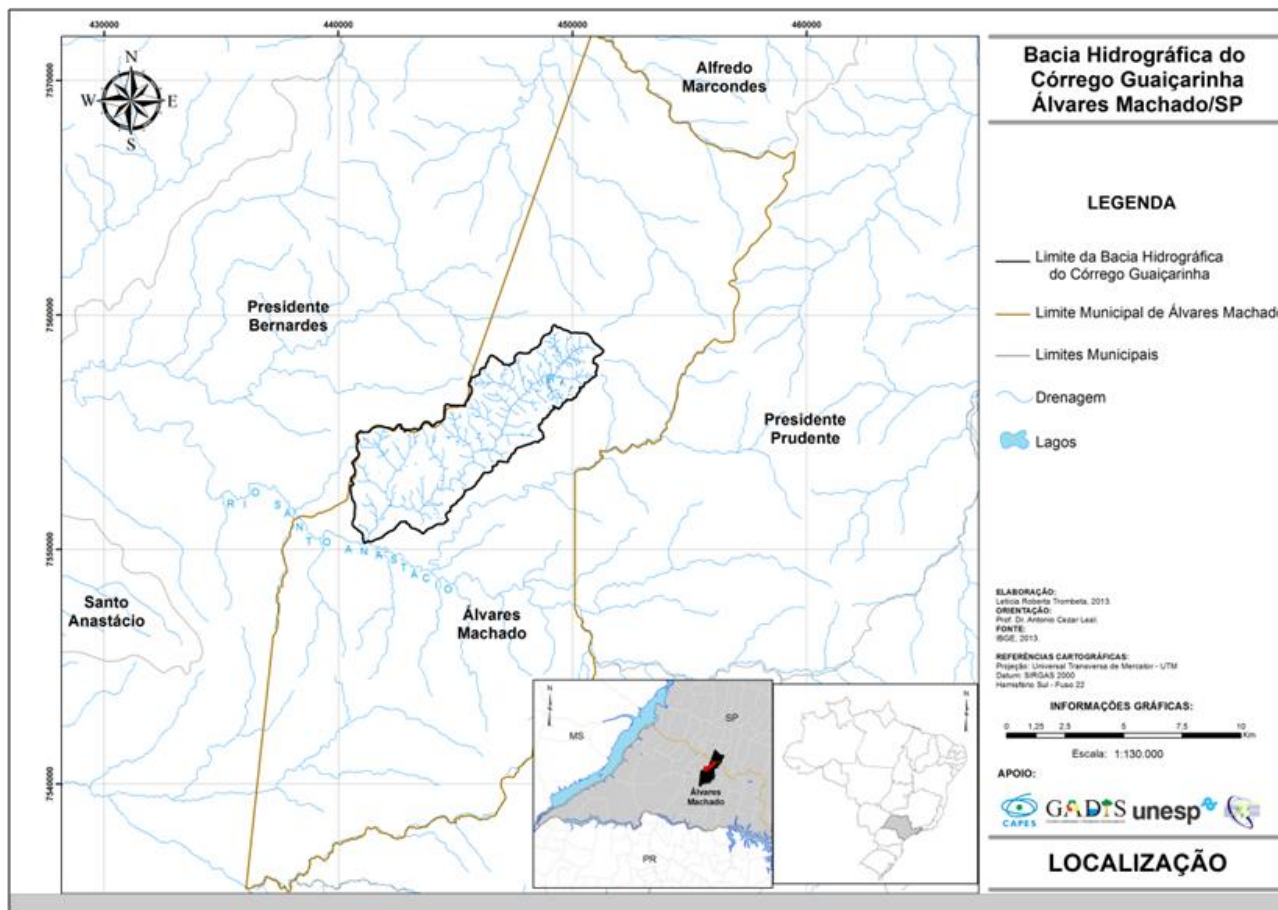 430000
440000
450000
460000
7570000
7560000
7550000
7540000
N
W
E
S
Alfredo
Marcondes
Presidente
Bernardes
Presidente
Prudente
RIO SANTO ANASTÁCIO
Santo
Anastácio
Álvares
Machado
N
MS
SP
Álvares
Machado
PR
N
Bacia Hidrográfica do
Córrego Guaiçarinha
Álvares Machado/SP
LEGENDA
Limite da Bacia Hidrográfica
do Córrego Guaiçarinha
Limite Municipal de Álvares Machado
Limites Municipais
Drenagem
Lagos
ELABORAÇÃO:
Letícia Roberta Trombeta, 2013.
ORIENTAÇÃO:
Prof. Dr. Antonio Cezar Leal.
FONTE:
IBGE, 2013.
REFERÊNCIAS CARTOGRÁFICAS:
Projeção: Universal Transversa de Mercator - UTM
Datum: SIRGAS 2000
Hemisfério Sul - Fuso 22
INFORMAÇÕES GRÁFICAS:
0 1,25 2,5 5 7,5 10
Km
Escala: 1:130.000
APOIO:
CAPES
GADIS
unesp
LOCALIZAÇÃO